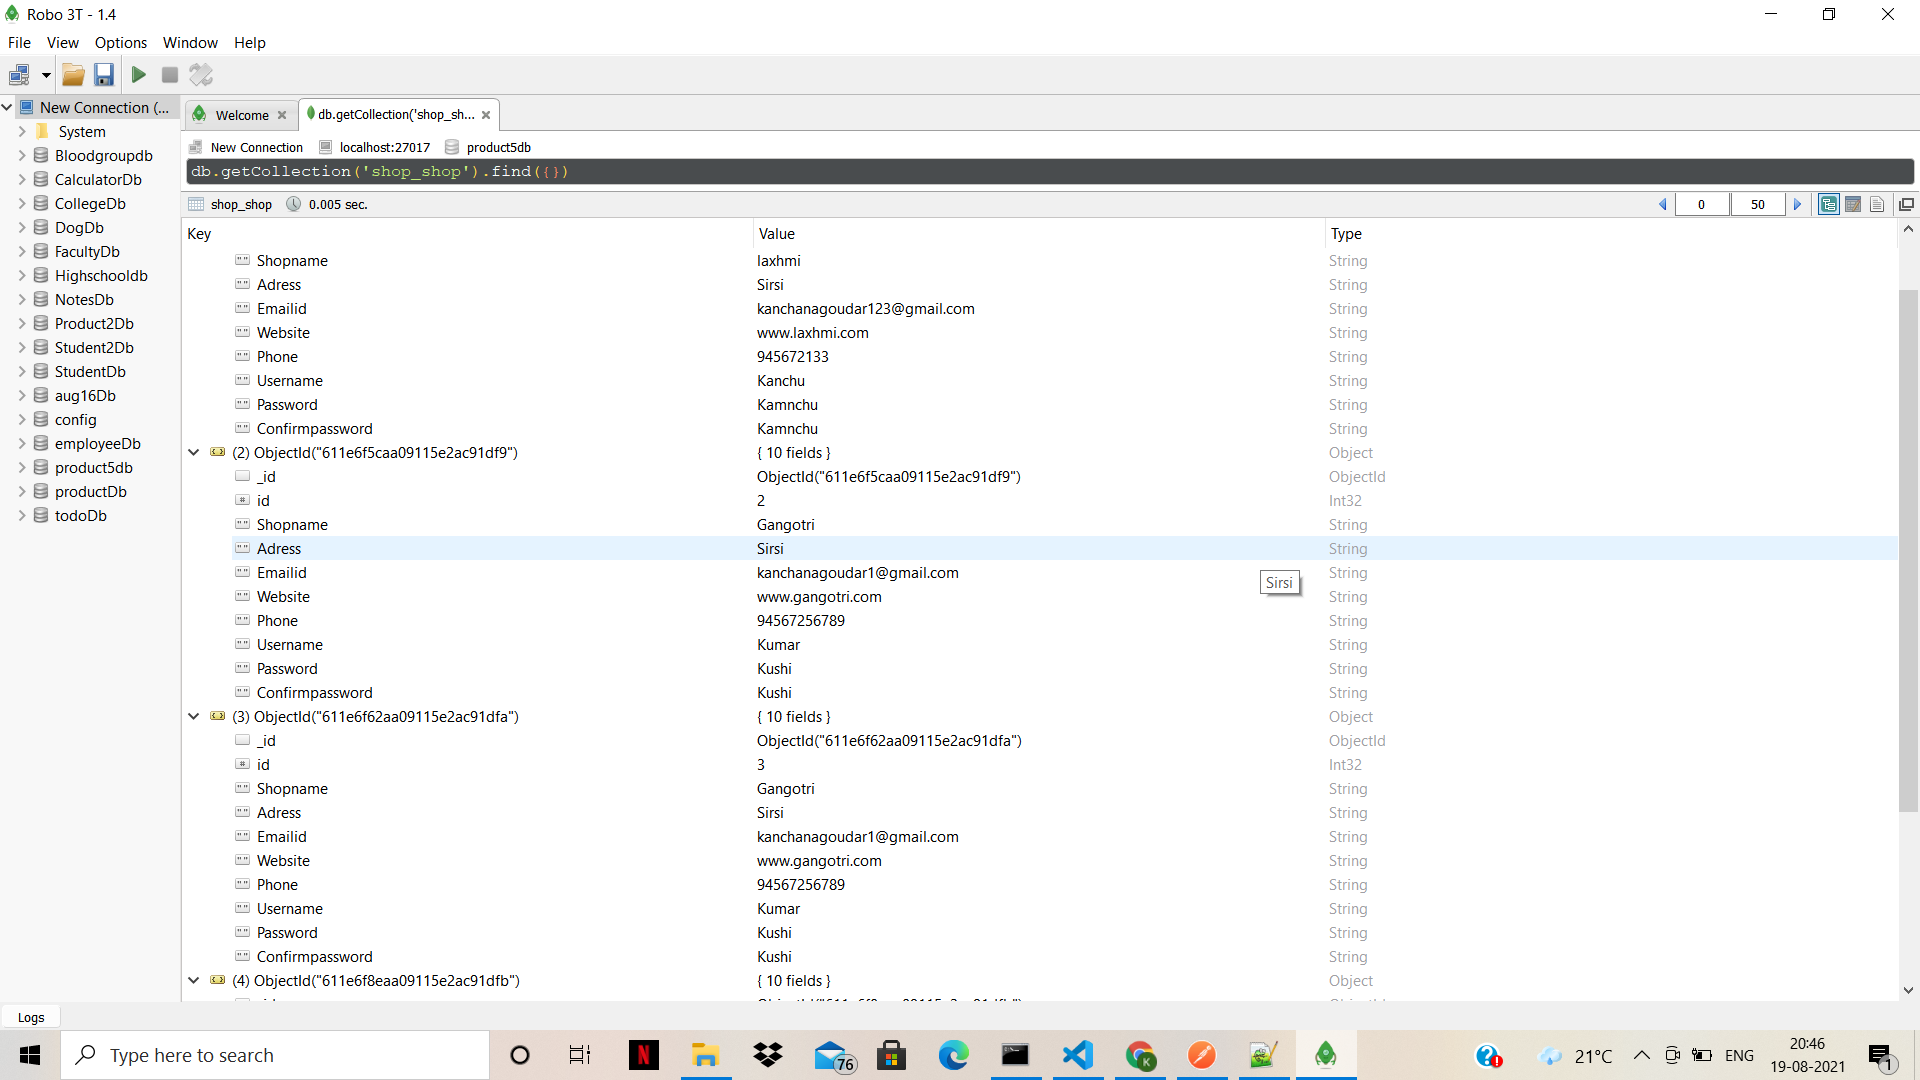 Robo 3T - 1.4
File View Options Window Help
New Connection (...
System
Bloodgroupdb
CalculatorDb
CollegeDb
DogDb
FacultyDb
Highschooldb
NotesDb
Product2Db
Student2Db
StudentDb
aug16Db
config
employeeDb
product5db
productDb
todoDb
Welcome db.getCollection('shop_sh...
New Connection localhost:27017 product5db
db.getCollection('shop_shop').find({})
shop_shop 0.005 sec. 0 50
Key Value Type
Shopname laxhmi String
Adress Sirsi String
Emailid kanchanagoudar123@gmail.com String
Website www.laxhmi.com String
Phone 945672133 String
Username Kanchu String
Password Kamnchu String
Confirmpassword Kamnchu String
(2) ObjectId("611e6f5caa09115e2ac91df9") { 10 fields } Object
_id ObjectId("611e6f5caa09115e2ac91df9") ObjectId
id 2 Int32
Shopname Gangotri String
Adress Sirsi String
Emailid kanchanagoudar1@gmail.com String
Sirsi
Website www.gangotri.com String
Phone 94567256789 String
Username Kumar String
Password Kushi String
Confirmpassword Kushi String
(3) ObjectId("611e6f62aa09115e2ac91dfa") { 10 fields } Object
_id ObjectId("611e6f62aa09115e2ac91dfa") ObjectId
id 3 Int32
Shopname Gangotri String
Adress Sirsi String
Emailid kanchanagoudar1@gmail.com String
Website www.gangotri.com String
Phone 94567256789 String
Username Kumar String
Password Kushi String
Confirmpassword Kushi String
(4) ObjectId("611e6f8eaa09115e2ac91dfb") { 10 fields } Object
Logs
Type here to search
76
21°C ENG
20:46
19-08-2021
1